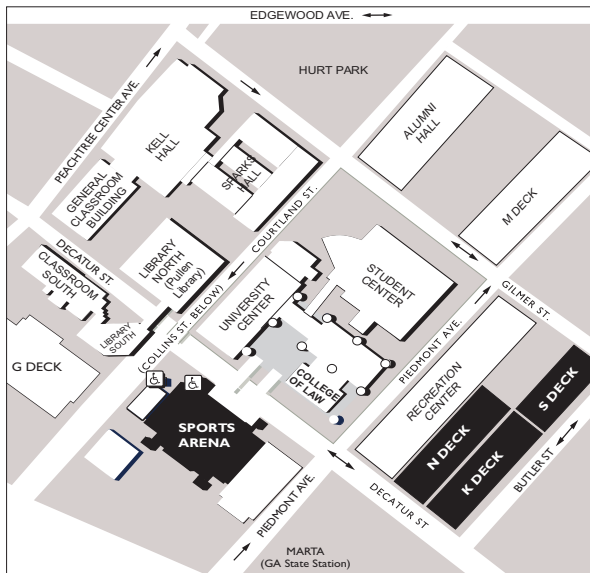 EDGEWOOD AVE.
HURT PARK
PEACHTREE CENTER AVE.
KELL
HALL
SPARKS
HALL
ALUMNI
HALL
M DECK
GENERAL
CLASSROOM
BUILDING
COURTLAND ST.
DECATUR ST.
CLASSROOM
SOUTH
LIBRARY
NORTH
(Pullen
Library)
LIBRARY
SOUTH
(COLLINS ST. BELOW)
UNIVERSITY
CENTER
STUDENT
CENTER
GILMER ST.
PIEDMONT AVE.
G DECK
COLLEGE
OF LAW
RECREATION
CENTER
S DECK
N DECK
K DECK
SPORTS
ARENA
BUTLER ST
DECATUR ST
PIEDMONT AVE.
MARTA
(GA State Station)